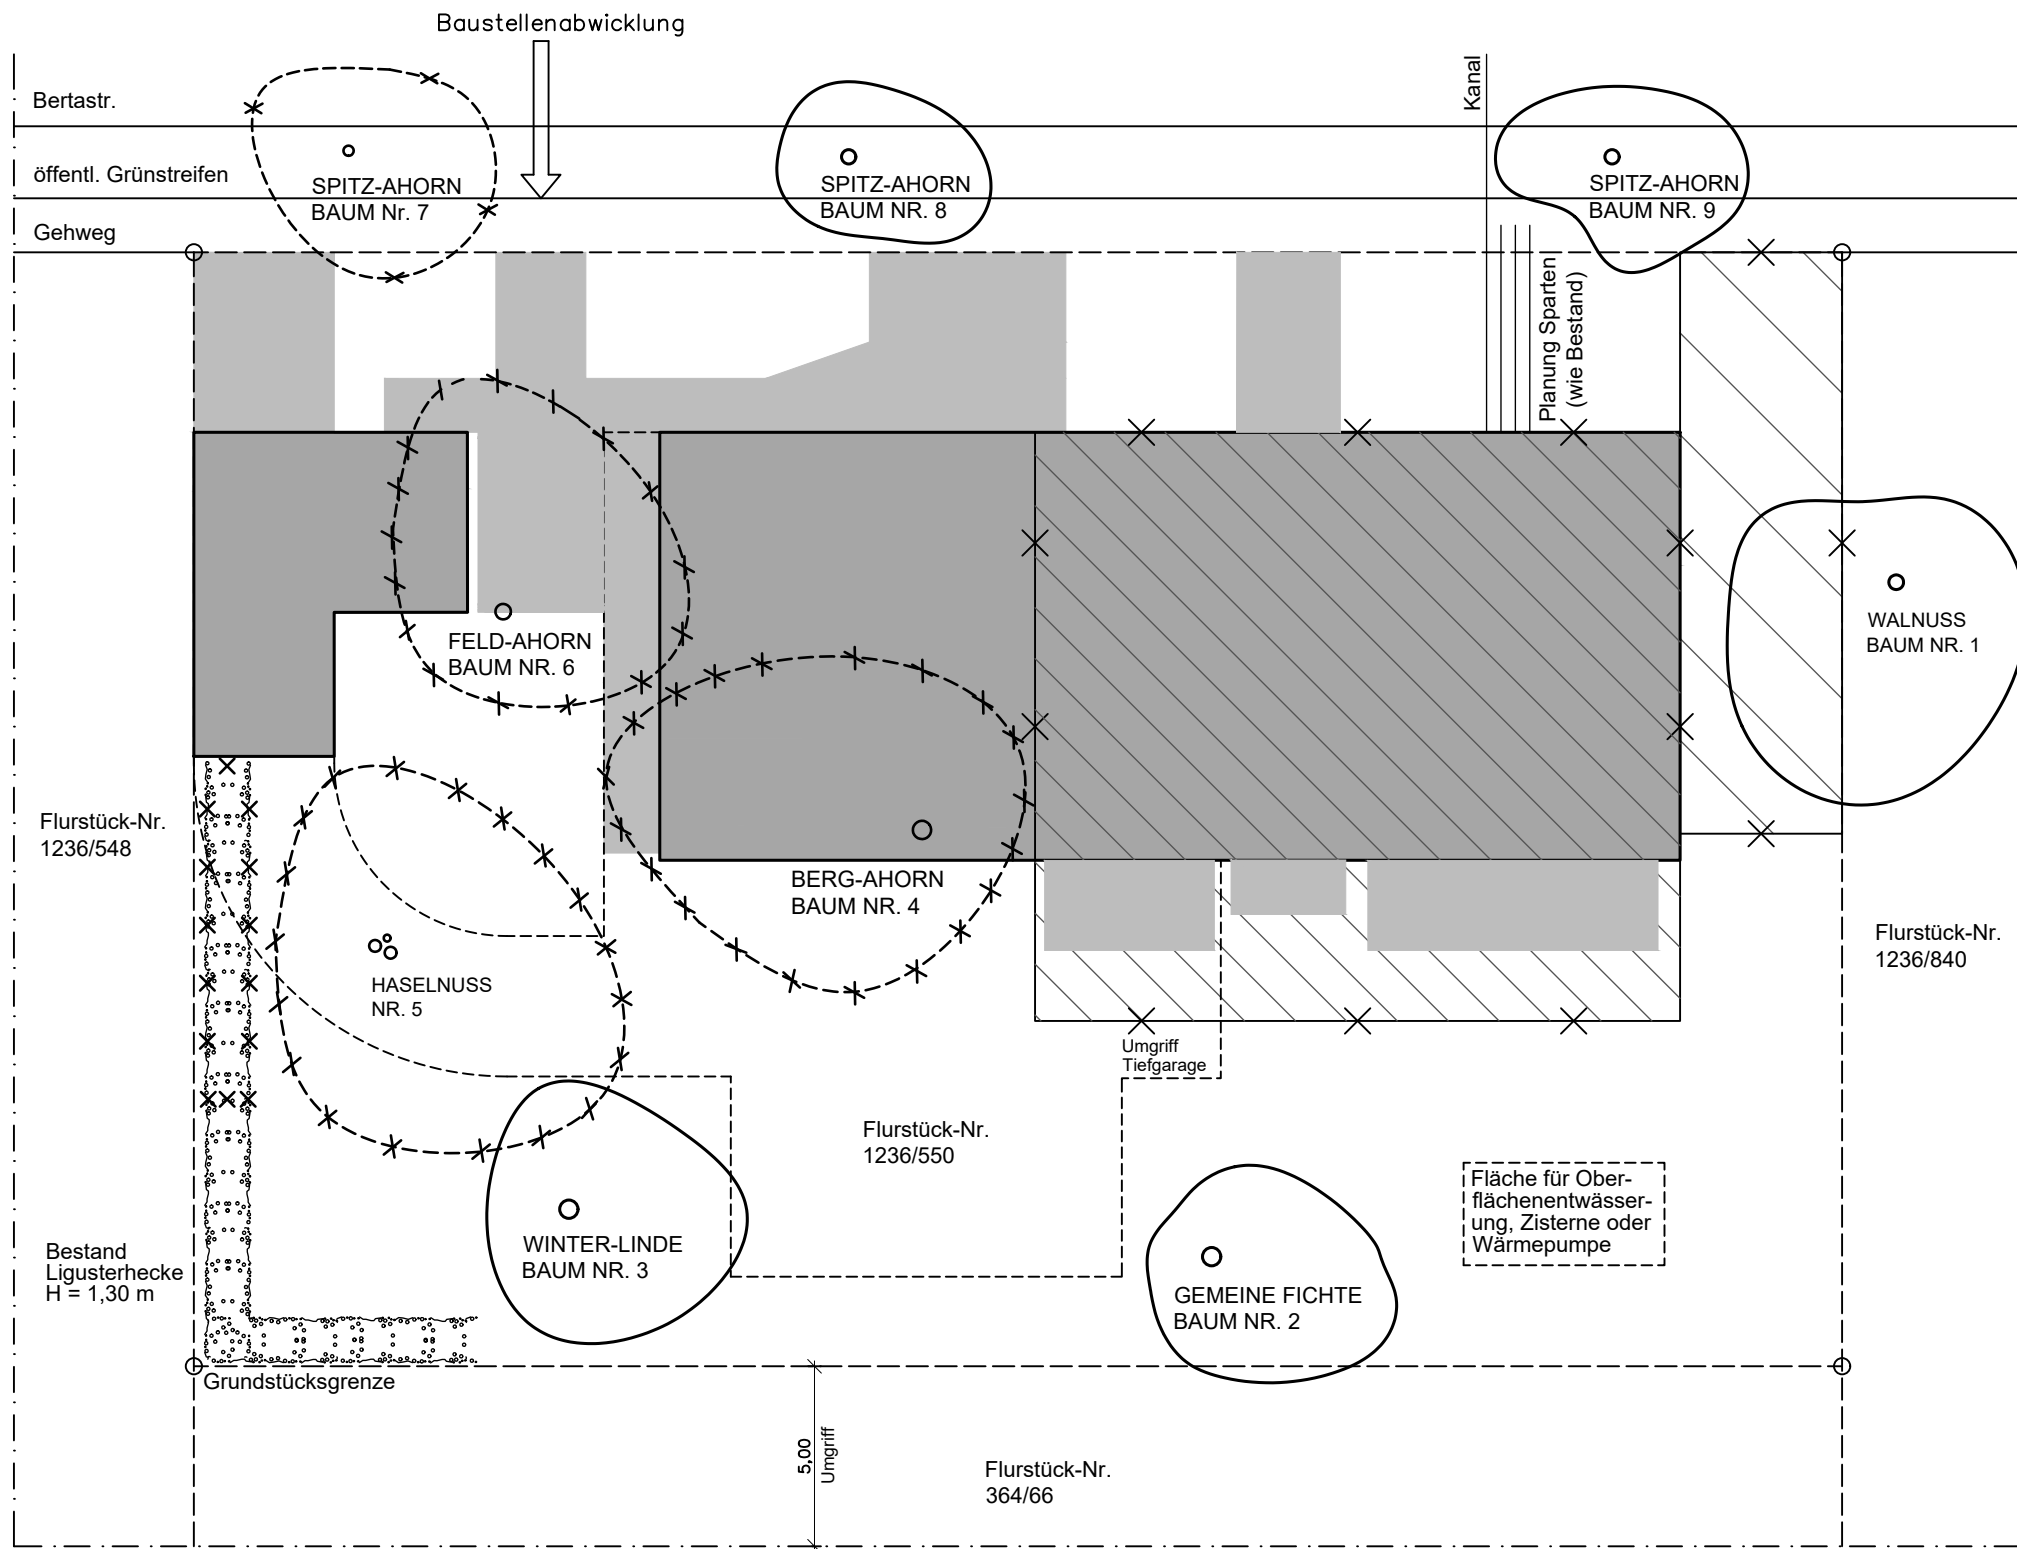 Baustellenabwicklung
Bertastr.
Kanal
öffentl. Grünstreifen
SPITZ-AHORN
BAUM Nr. 7
SPITZ-AHORN
BAUM NR. 8
SPITZ-AHORN
BAUM NR. 9
Gehweg
Planung Sparten
(wie Bestand)
FELD-AHORN
BAUM NR. 6
WALNUSS
BAUM NR. 1
Flurstück-Nr.
1236/548
BERG-AHORN
BAUM NR. 4
HASELNUSS
NR. 5
Flurstück-Nr.
1236/840
Umgriff
Tiefgarage
Flurstück-Nr.
1236/550
Fläche für Ober-
flächenentwässer-
ung, Zisterne oder
Wärmepumpe
Bestand
Ligusterhecke
H = 1,30 m
WINTER-LINDE
BAUM NR. 3
GEMEINE FICHTE
BAUM NR. 2
Grundstücksgrenze
5,00
Umgriff
Flurstück-Nr.
364/66